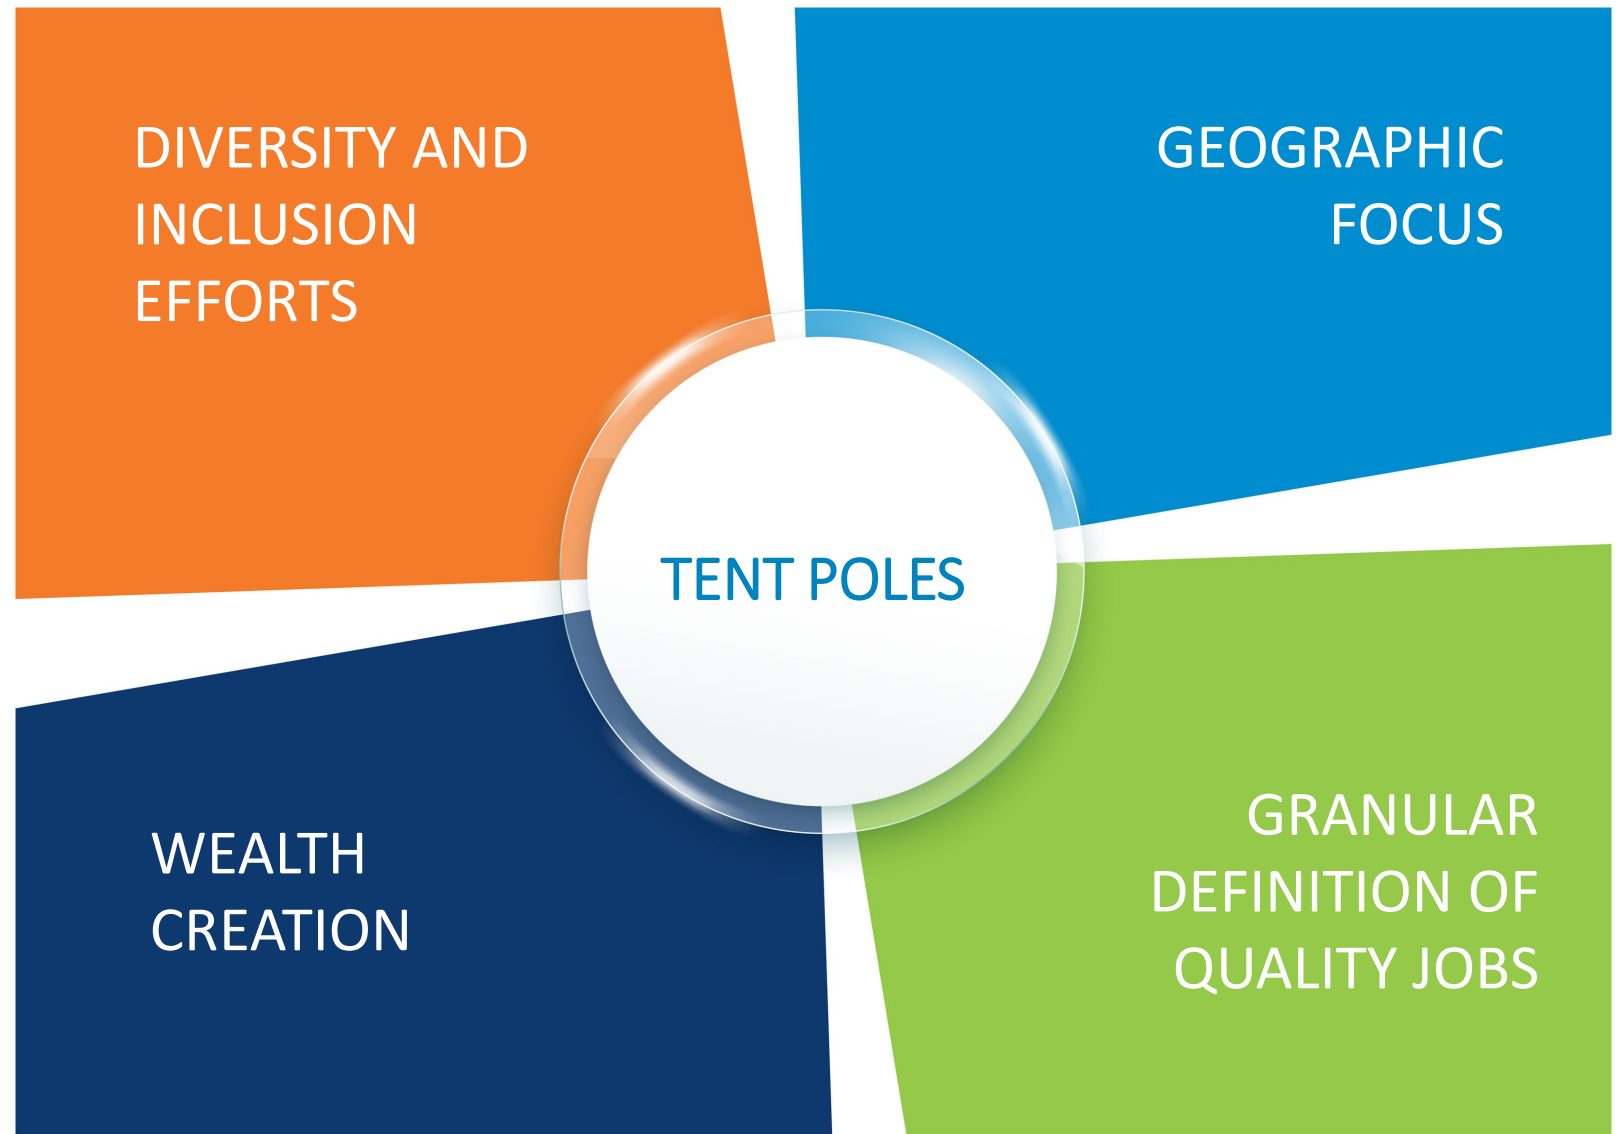 DIVERSITY AND
INCLUSION
EFFORTS
GEOGRAPHIC
FOCUS
TENT POLES
WEALTH
CREATION
GRANULAR
DEFINITION OF
QUALITY JOBS